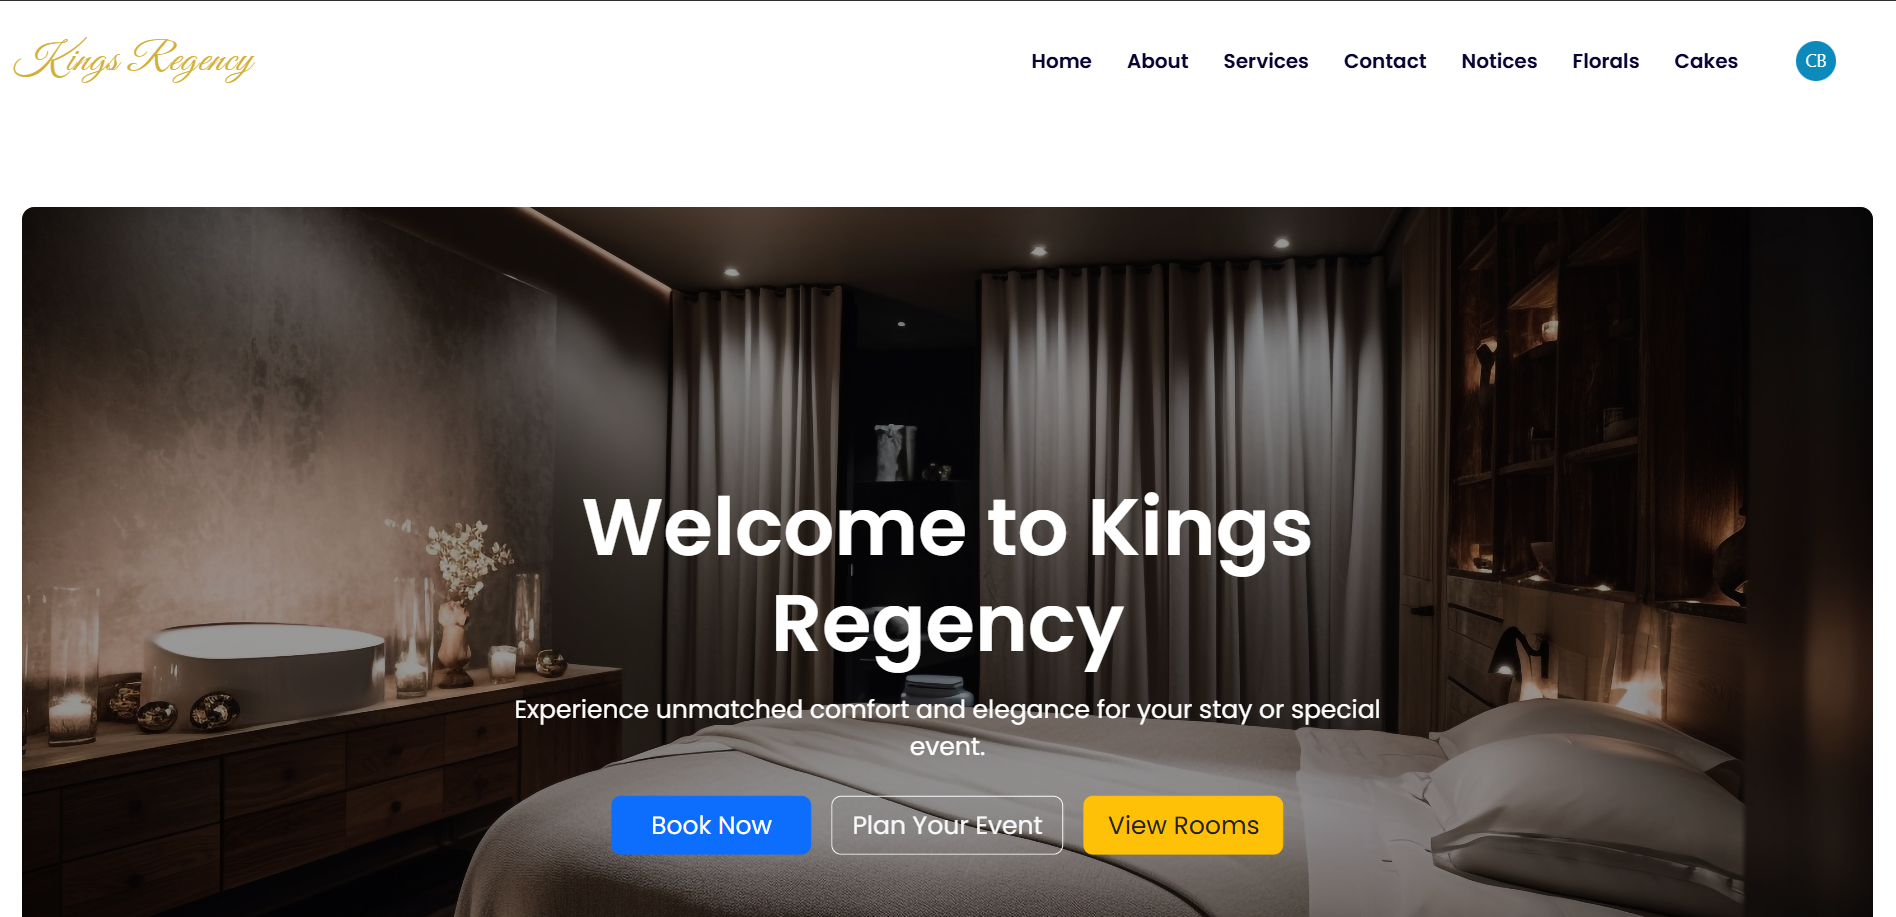 Kings Regency
Home About Services Contact Notices Florals Cakes CB
Welcome to Kings
Regency
Experience unmatched comfort and elegance for your stay or special
event.
Book Now Plan Your Event View Rooms